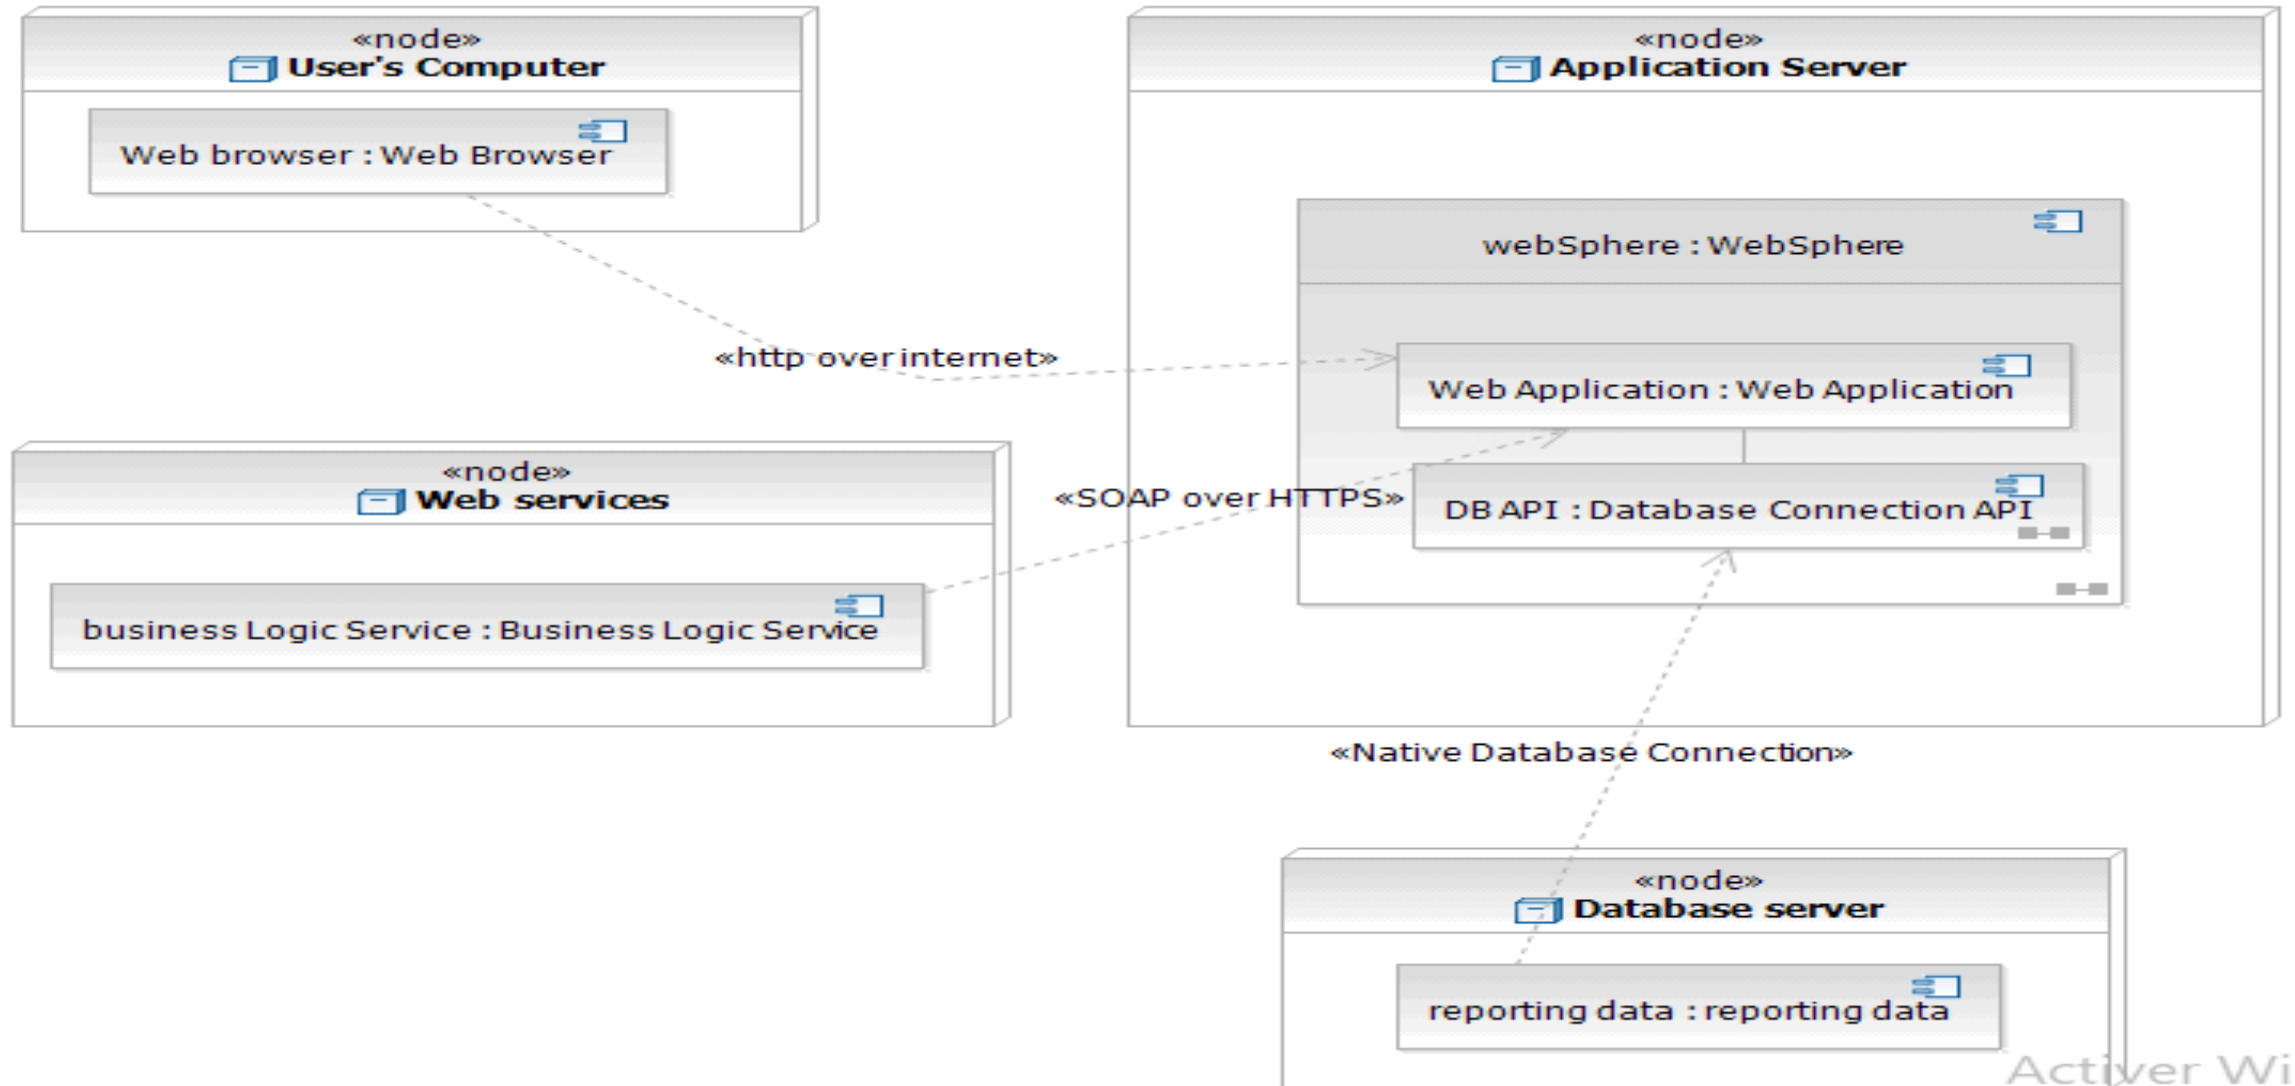 «node»
User's Computer
Web browser : Web Browser
«node»
Application Server
webSphere : WebSphere
«http over internet»
Web Application : Web Application
«node»
Web services
«SOAP over HTTPS»
DB API : Database Connection API
business Logic Service : Business Logic Service
«Native Database Connection»
«node»
Database server
reporting data : reporting data
Activer Wi